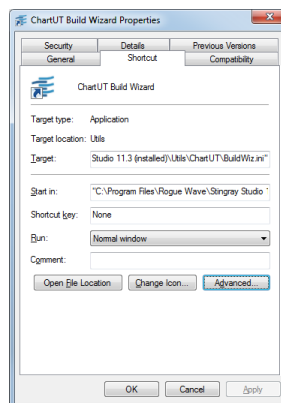 ChartUT Build Wizard Properties
Security Details Previous Versions
General Shortcut Compatibility
ChartUT Build Wizard
Target type: Application
Target location: Utils
Target: Studio 11.3 (installed)\Utils\ChartUT\BuildWiz.ini"
Start in: "C:\Program Files\Rogue Wave\Stingray Studio
Shortcut key: None
Run: Normal window
Comment:
Open File Location Change Icon... Advanced...
OK Cancel Apply